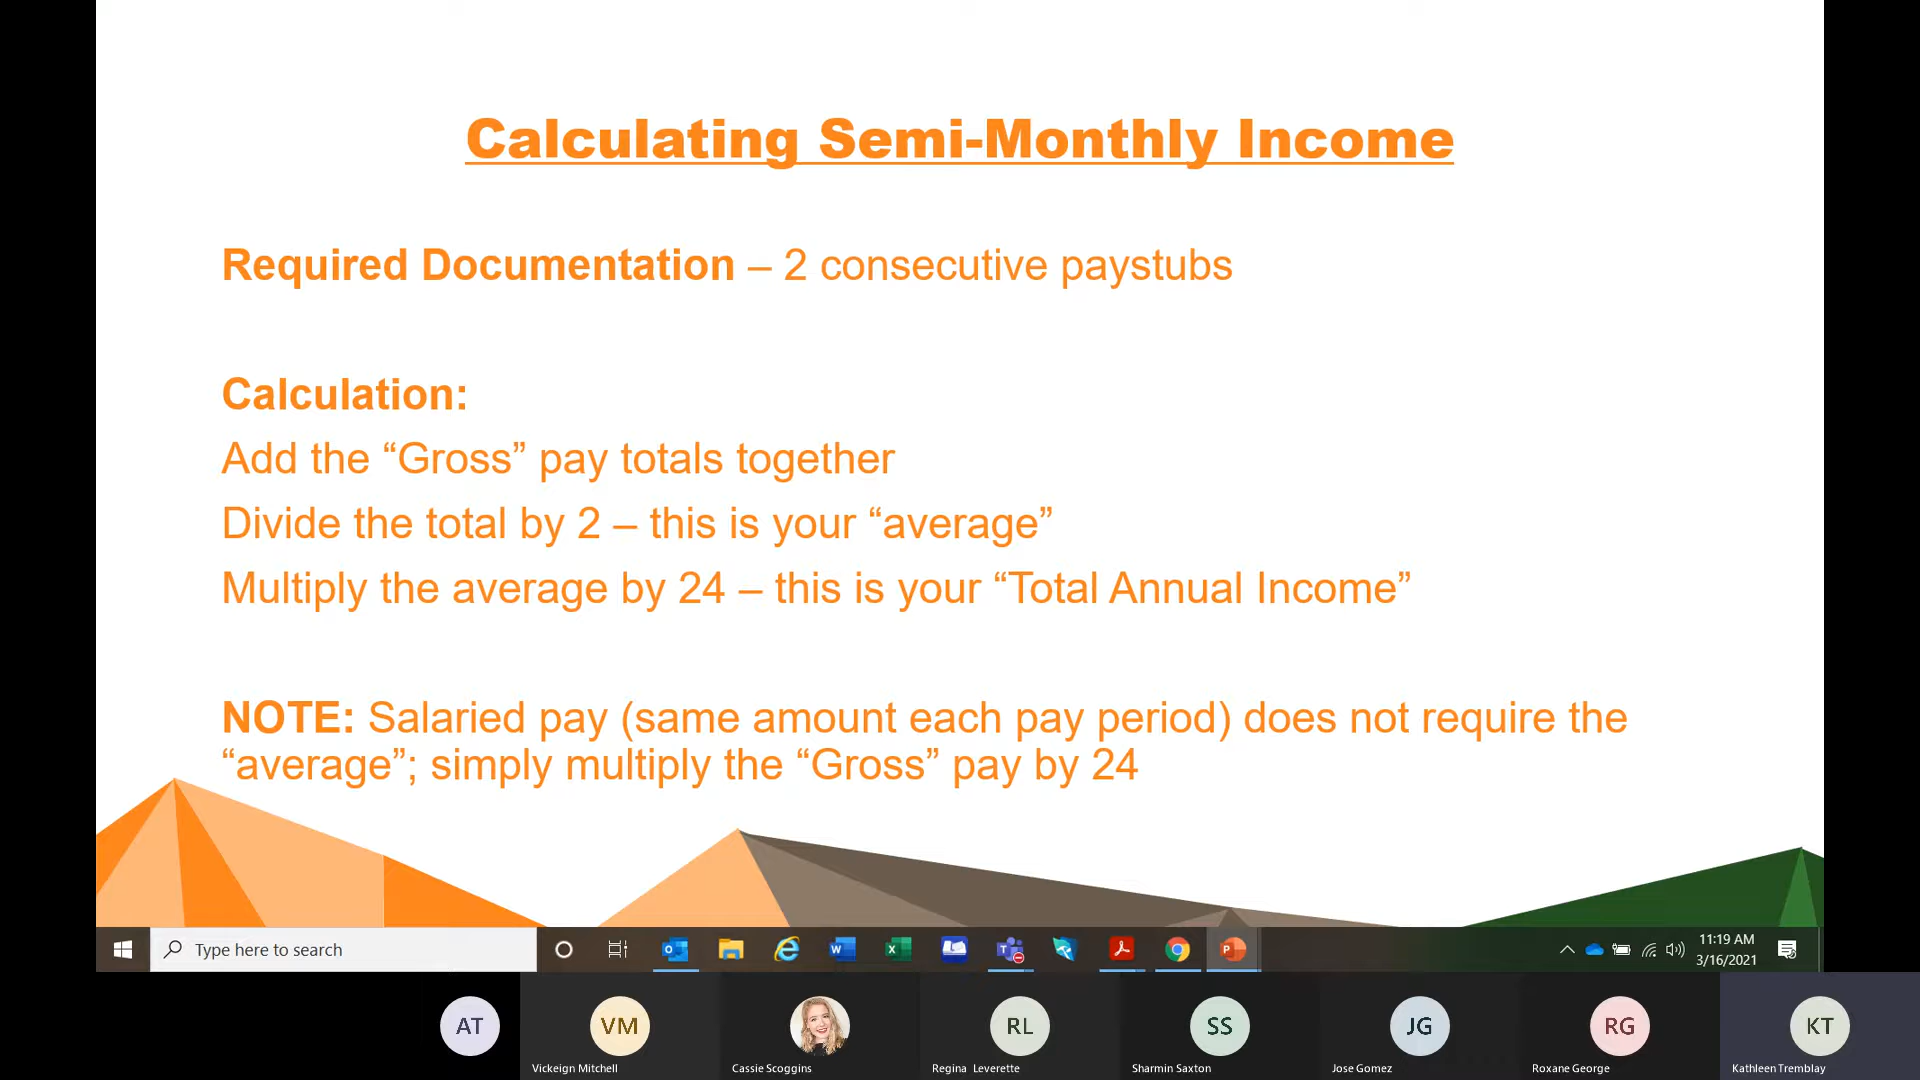 Calculating Semi-Monthly Income
Required Documentation – 2 consecutive paystubs
Calculation:
Add the “Gross” pay totals together
Divide the total by 2 – this is your “average”
Multiply the average by 24 – this is your “Total Annual Income”
NOTE: Salaried pay (same amount each pay period) does not require the
“average”; simply multiply the “Gross” pay by 24
Type here to search
11:19 AM
3/16/2021
AT
VM
RL
SS
JG
RG
KT
Vickeign Mitchell
Cassie Scoggins
Regina Leverette
Sharmin Saxton
Jose Gomez
Roxane George
Kathleen Tremblay